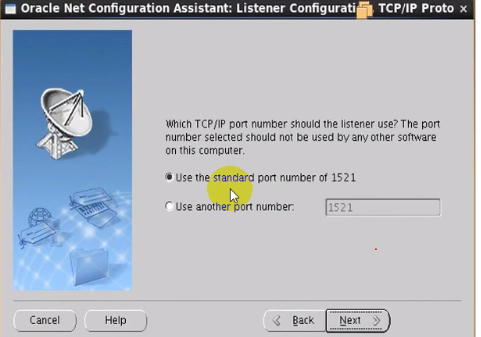 Oracle Net Configuration Assistant: Listener Configurati TCP/IP Proto
Which TCP/IP port number should the listener use? The port
number selected should not be used by any other software
on this computer.
Use the standard port number of 1521
Use another port number: 1521
Cancel Help Back Next